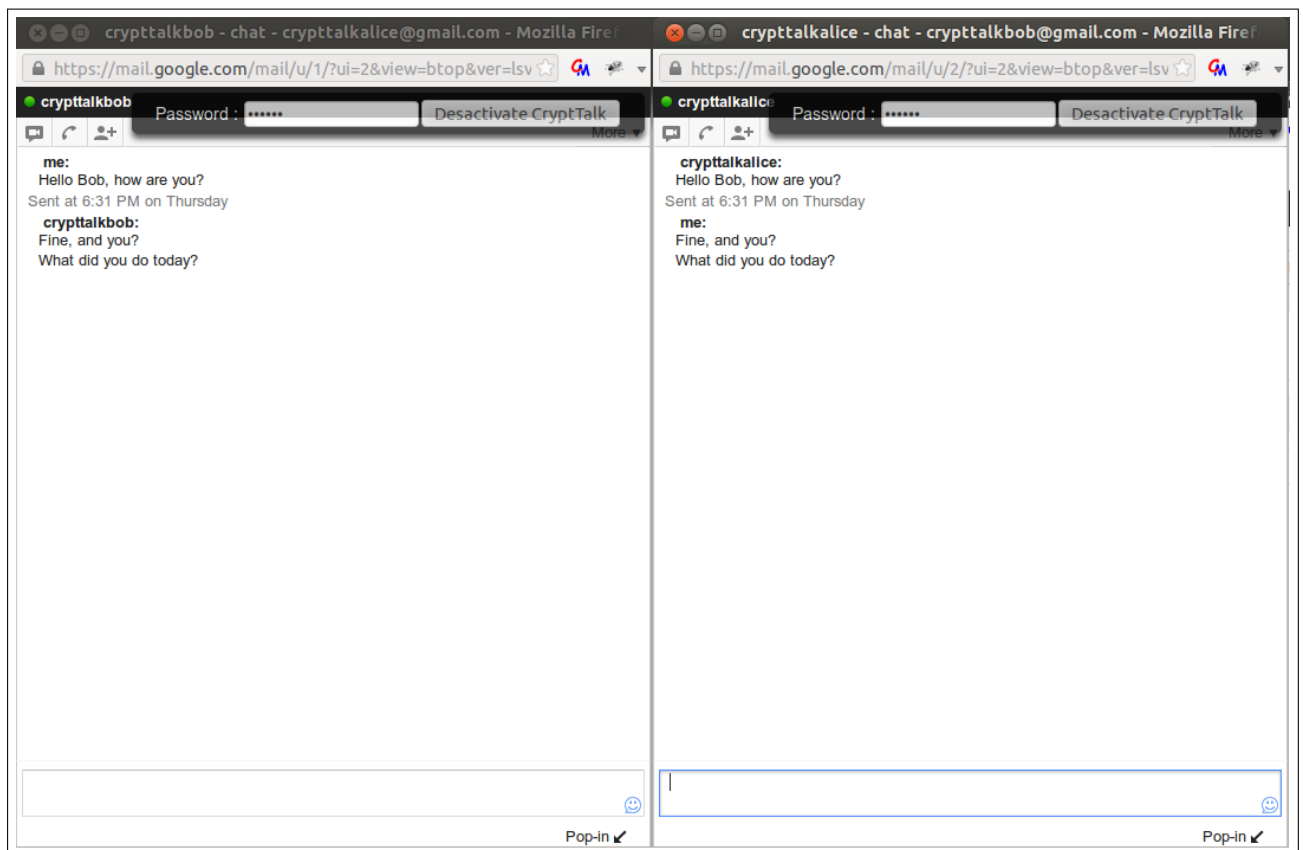 crypttalkbob - chat - crypttalkalice@gmail.com - Mozilla Firef
https://mail.google.com/mail/u/1/?ui=2&view=btop&ver=lsv
crypttalkbob
Password : ••••••
Desactivate CryptTalk
More ▼
me:
Hello Bob, how are you?
Sent at 6:31 PM on Thursday
crypttalkbob:
Fine, and you?
What did you do today?
Pop-in
crypttalkalice - chat - crypttalkbob@gmail.com - Mozilla Firef
https://mail.google.com/mail/u/2/?ui=2&view=btop&ver=lsv
crypttalkalice
Password : ••••••
Desactivate CryptTalk
More ▼
crypttalkalice:
Hello Bob, how are you?
Sent at 6:31 PM on Thursday
me:
Fine, and you?
What did you do today?
Pop-in